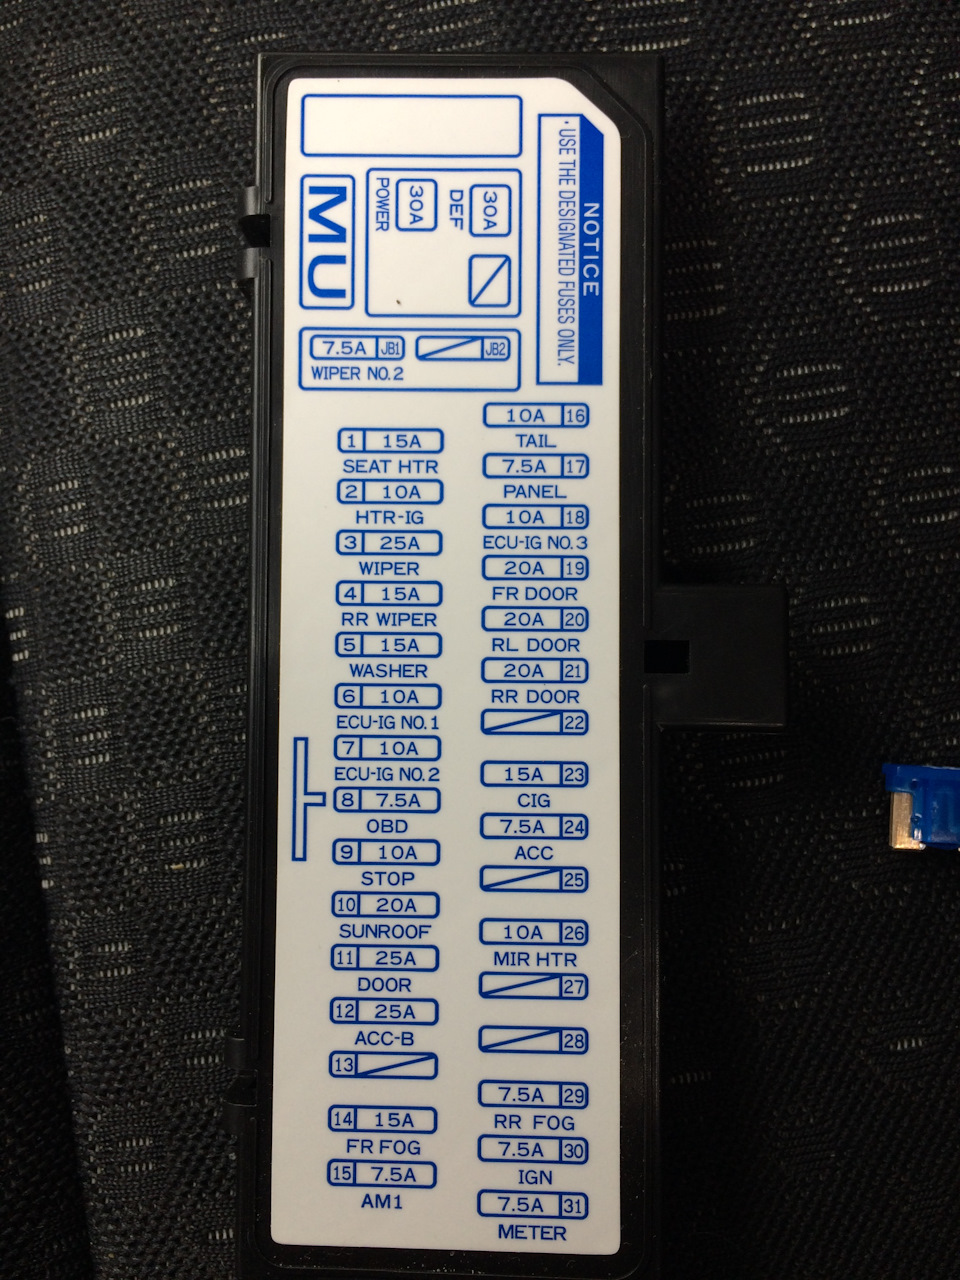 NOTICE
· USE THE DESIGNATED FUSES ONLY.
MU
30A
POWER
30A
DEF
7.5A JB1
WIPER NO.2
JB2
1 15A
SEAT HTR
2 10A
HTR-IG
3 25A
WIPER
4 15A
RR WIPER
5 15A
WASHER
6 10A
ECU-IG NO.1
7 10A
ECU-IG NO.2
8 7.5A
OBD
9 10A
STOP
10 20A
SUNROOF
11 25A
DOOR
12 25A
ACC-B
13
14 15A
FR FOG
15 7.5A
AM1
10A 16
TAIL
7.5A 17
PANEL
10A 18
ECU-IG NO.3
20A 19
FR DOOR
20A 20
RL DOOR
20A 21
RR DOOR
22
15A 23
CIG
7.5A 24
ACC
25
10A 26
MIR HTR
27
28
7.5A 29
RR FOG
7.5A 30
IGN
7.5A 31
METER